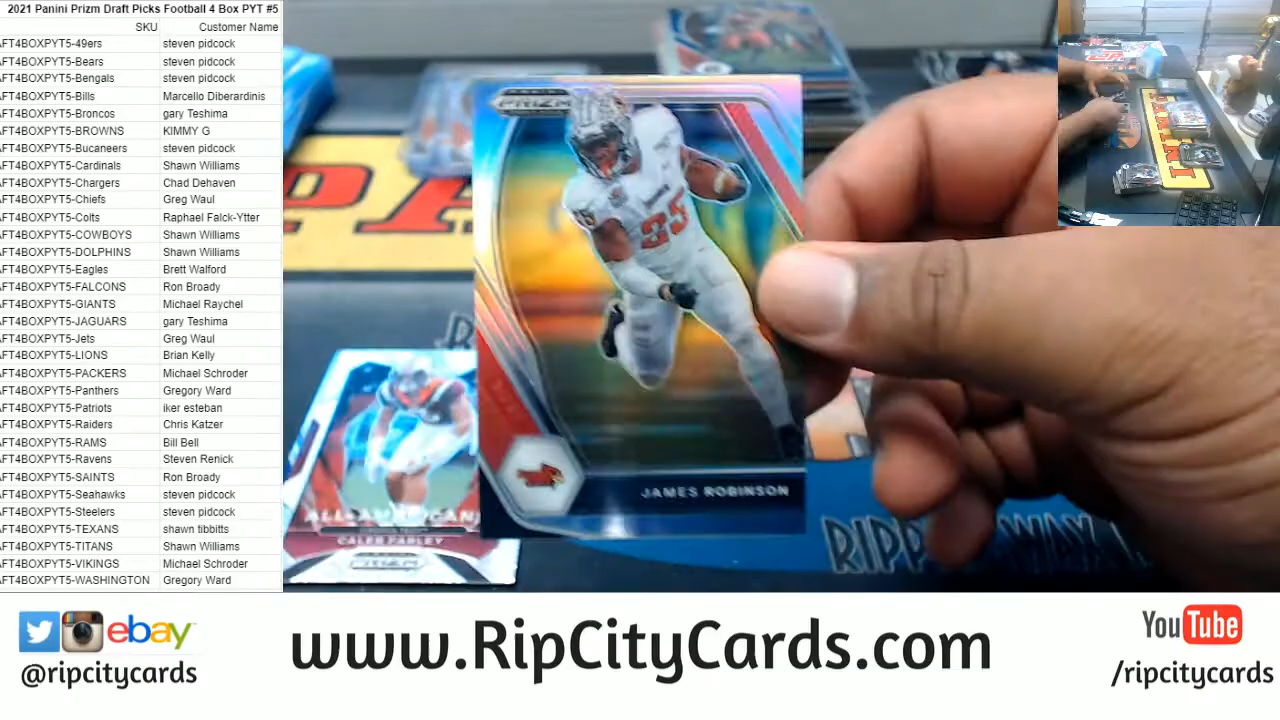 2021 Panini Prizm Draft Picks Football 4 Box PYT #5
SKU Customer Name
AFT4BOXPYT5-49ers steven pidcock
AFT4BOXPYT5-Bears steven pidcock
AFT4BOXPYT5-Bengals steven pidcock
AFT4BOXPYT5-Bills Marcello Diberardinis
AFT4BOXPYT5-Broncos gary Teshima
AFT4BOXPYT5-BROWNS KIMMY G
AFT4BOXPYT5-Bucaneers steven pidcock
AFT4BOXPYT5-Cardinals Shawn Williams
AFT4BOXPYT5-Chargers Chad Dehaven
AFT4BOXPYT5-Chiefs Greg Waul
AFT4BOXPYT5-Colts Raphael Falck-Ytter
AFT4BOXPYT5-COWBOYS Shawn Williams
AFT4BOXPYT5-DOLPHINS Shawn Williams
AFT4BOXPYT5-Eagles Brett Walford
AFT4BOXPYT5-FALCONS Ron Broady
AFT4BOXPYT5-GIANTS Michael Raychel
AFT4BOXPYT5-JAGUARS gary Teshima
AFT4BOXPYT5-Jets Greg Waul
AFT4BOXPYT5-LIONS Brian Kelly
AFT4BOXPYT5-PACKERS Michael Schroder
AFT4BOXPYT5-Panthers Gregory Ward
AFT4BOXPYT5-Patriots iker esteban
AFT4BOXPYT5-Raiders Chris Katzer
AFT4BOXPYT5-RAMS Bill Bell
AFT4BOXPYT5-Ravens Steven Renick
AFT4BOXPYT5-SAINTS Ron Broady
AFT4BOXPYT5-Seahawks steven pidcock
AFT4BOXPYT5-Steelers steven pidcock
AFT4BOXPYT5-TEXANS shawn tibbitts
AFT4BOXPYT5-TITANS Shawn Williams
AFT4BOXPYT5-VIKINGS Michael Schroder
AFT4BOXPYT5-WASHINGTON Gregory Ward
PRIZM
25
JAMES ROBINSON
ALL AMERICAN
CALEB FARLEY
PRIZM
PANINI
RIPP
WAX
ebay
@ripcitycards
www.RipCityCards.com
YouTube
/ripcitycards